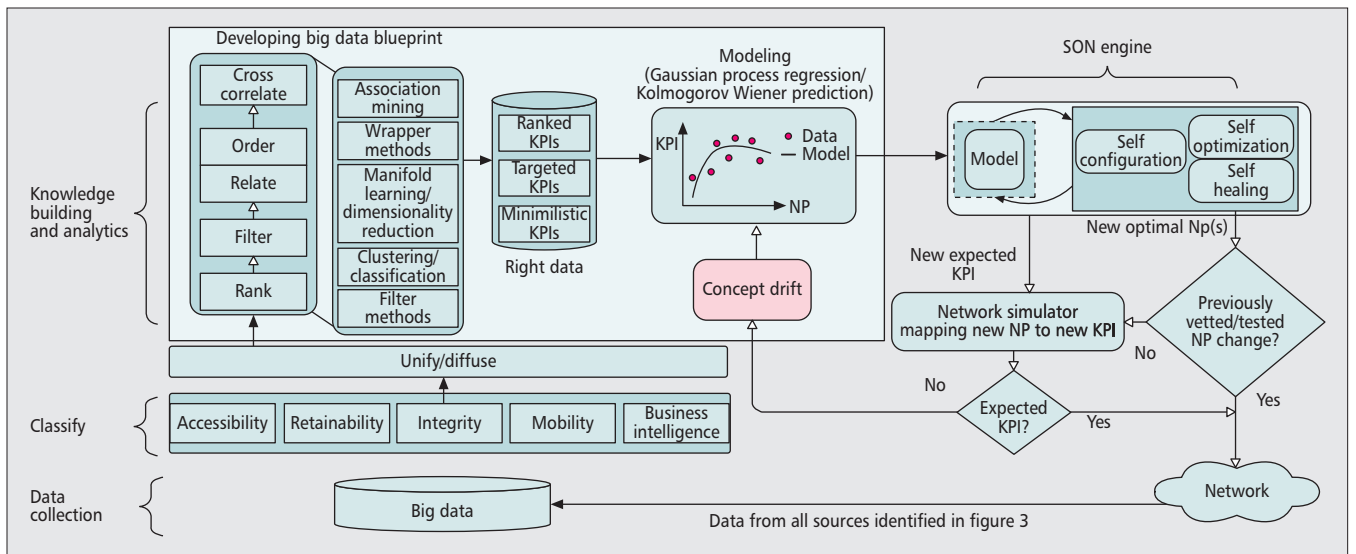 Developing big data blueprint
Cross
correlate
Order
Relate
Filter
Rank
Association
mining
Wrapper
methods
Manifold
learning/
dimensionality
reduction
Clustering/
classification
Filter
methods
Ranked
KPIs
Targeted
KPIs
Minimilistic
KPIs
Right data
Modeling
(Gaussian process regression/
Kolmogorov Wiener prediction)
KPI
Data
Model
NP
Concept drift
SON engine
Model
Self
configuration
Self
optimization
Self
healing
New optimal Np(s)
New expected
KPI
Network simulator
mapping new NP to new KPI
Previously
vetted/tested
NP change?
No
Yes
No
Expected
KPI?
Yes
Knowledge
building
and analytics
Unify/diffuse
Classify
Accessibility
Retainability
Integrity
Mobility
Business
intelligence
Data
collection
Big data
Data from all sources identified in figure 3
Network